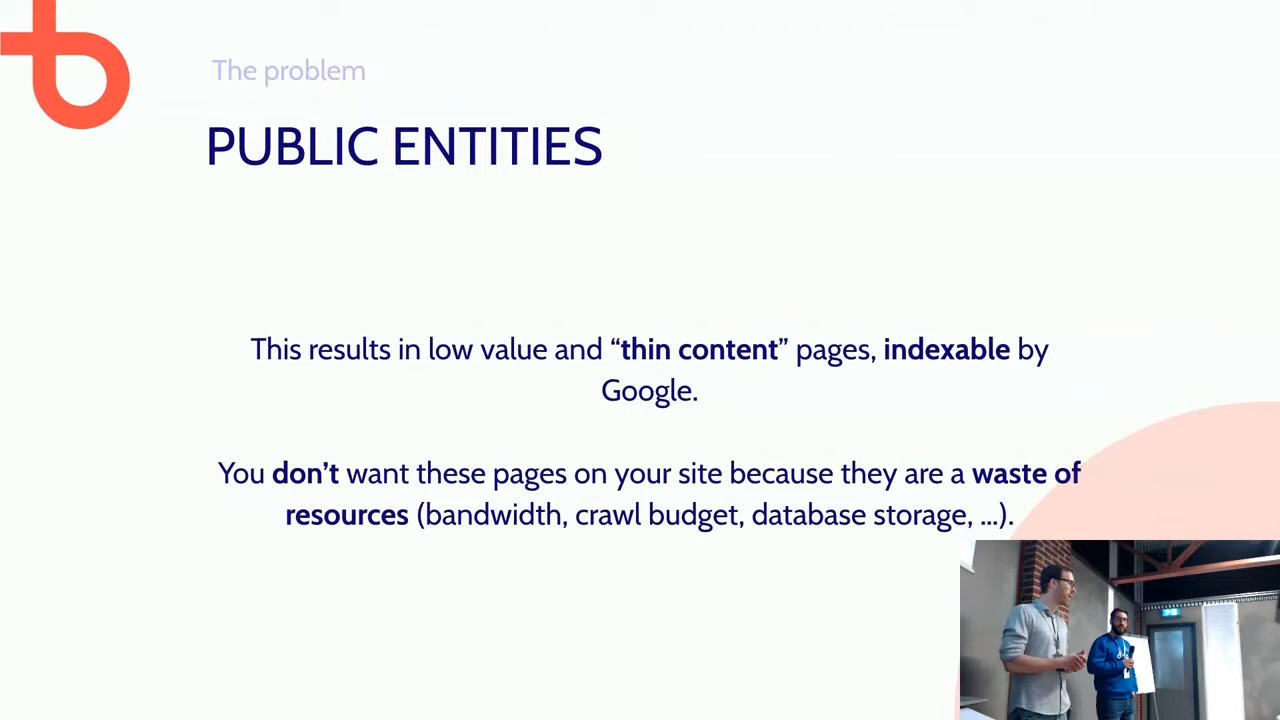 The problem
PUBLIC ENTITIES
This results in low value and “thin content” pages, indexable by
Google.
You don’t want these pages on your site because they are a waste of
resources (bandwidth, crawl budget, database storage, ...).